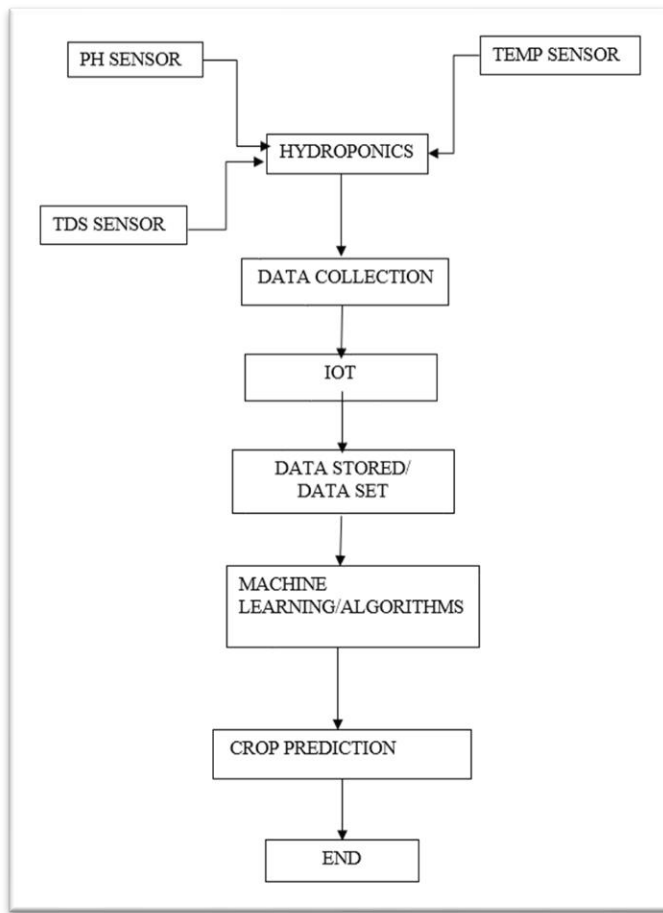 PH SENSOR
TEMP SENSOR
HYDROPONICS
TDS SENSOR
DATA COLLECTION
IOT
DATA STORED/
DATA SET
MACHINE
LEARNING/ALGORITHMS
CROP PREDICTION
END